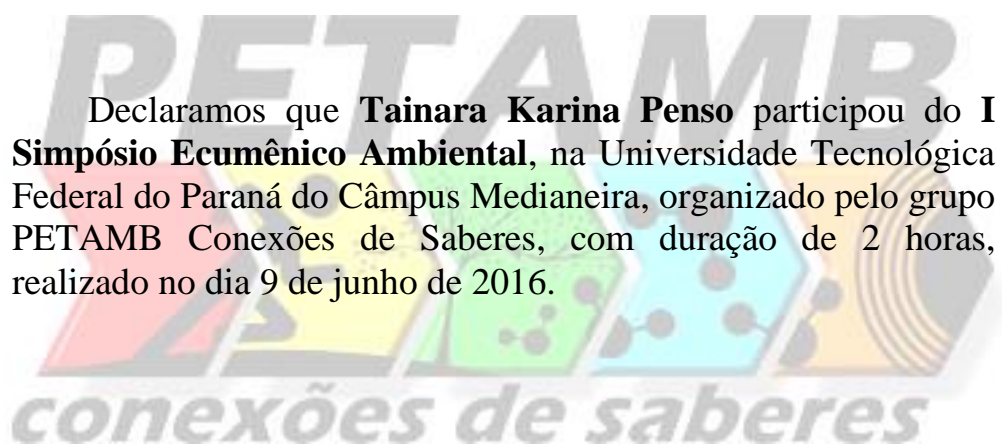 PETAMB
Declaramos que Tainara Karina Penso participou do I
Simpósio Ecumênico Ambiental, na Universidade Tecnológica
Federal do Paraná do Câmpus Medianeira, organizado pelo grupo
PETAMB Conexões de Saberes, com duração de 2 horas,
realizado no dia 9 de junho de 2016.
conexões de saberes